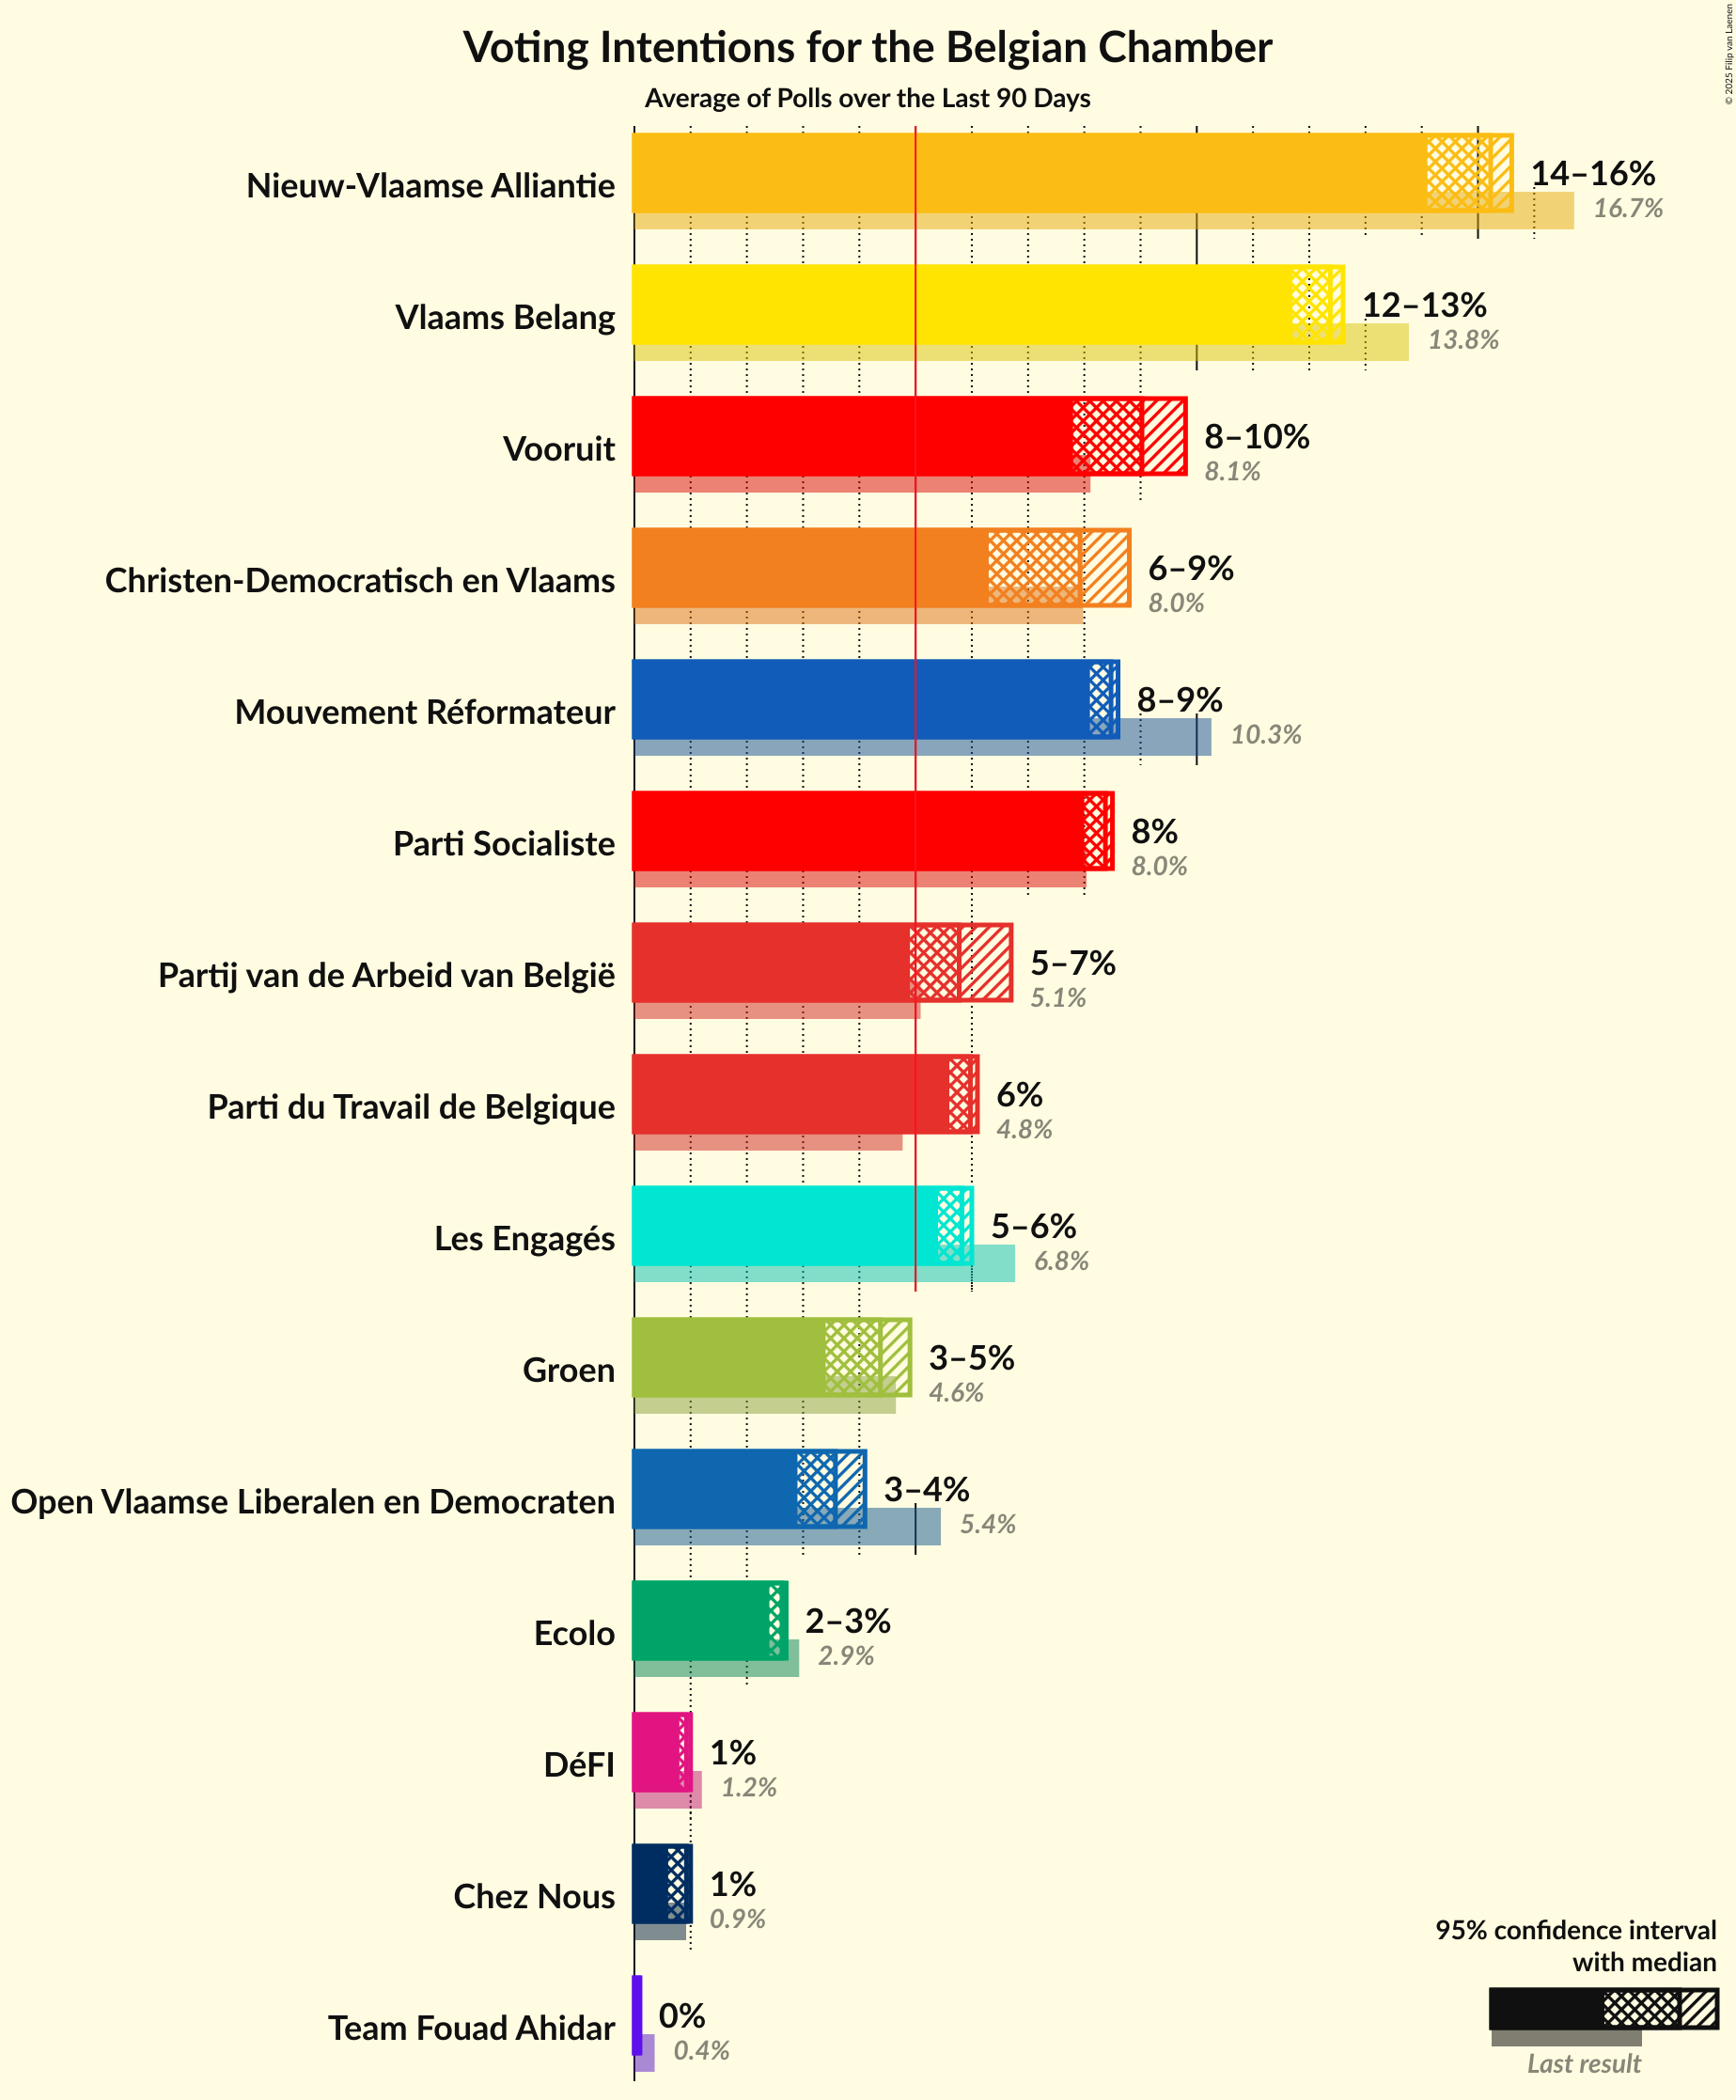 © 2025 Filip van Laenen
Voting Intentions for the Belgian Chamber
Average of Polls over the Last 90 Days
Nieuw-Vlaamse Alliantie
14–16%
16.7%
Vlaams Belang
12–13%
13.8%
Vooruit
8–10%
8.1%
Christen-Democratisch en Vlaams
6–9%
8.0%
Mouvement Réformateur
8–9%
10.3%
Parti Socialiste
8%
8.0%
Partij van de Arbeid van België
5–7%
5.1%
Parti du Travail de Belgique
6%
4.8%
Les Engagés
5–6%
6.8%
Groen
3–5%
4.6%
Open Vlaamse Liberalen en Democraten
3–4%
5.4%
Ecolo
2–3%
2.9%
DéFI
1%
1.2%
Chez Nous
1%
0.9%
Team Fouad Ahidar
0%
0.4%
95% confidence interval
with median
Last result